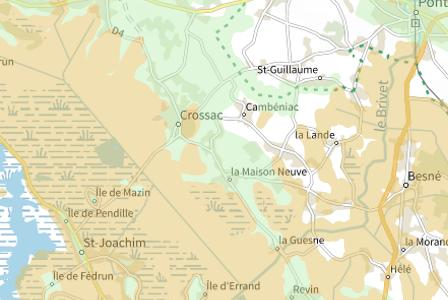 Pont
D4
St-Guillaume
Cambéniac
Crossac
le Brivet
la Lande
la Maison Neuve
Besné
Île de Mazin
Île de Pendille
St-Joachim
la Guesne
la Moran
Île de Fédrun
Hélé
Île d'Errand
Revin